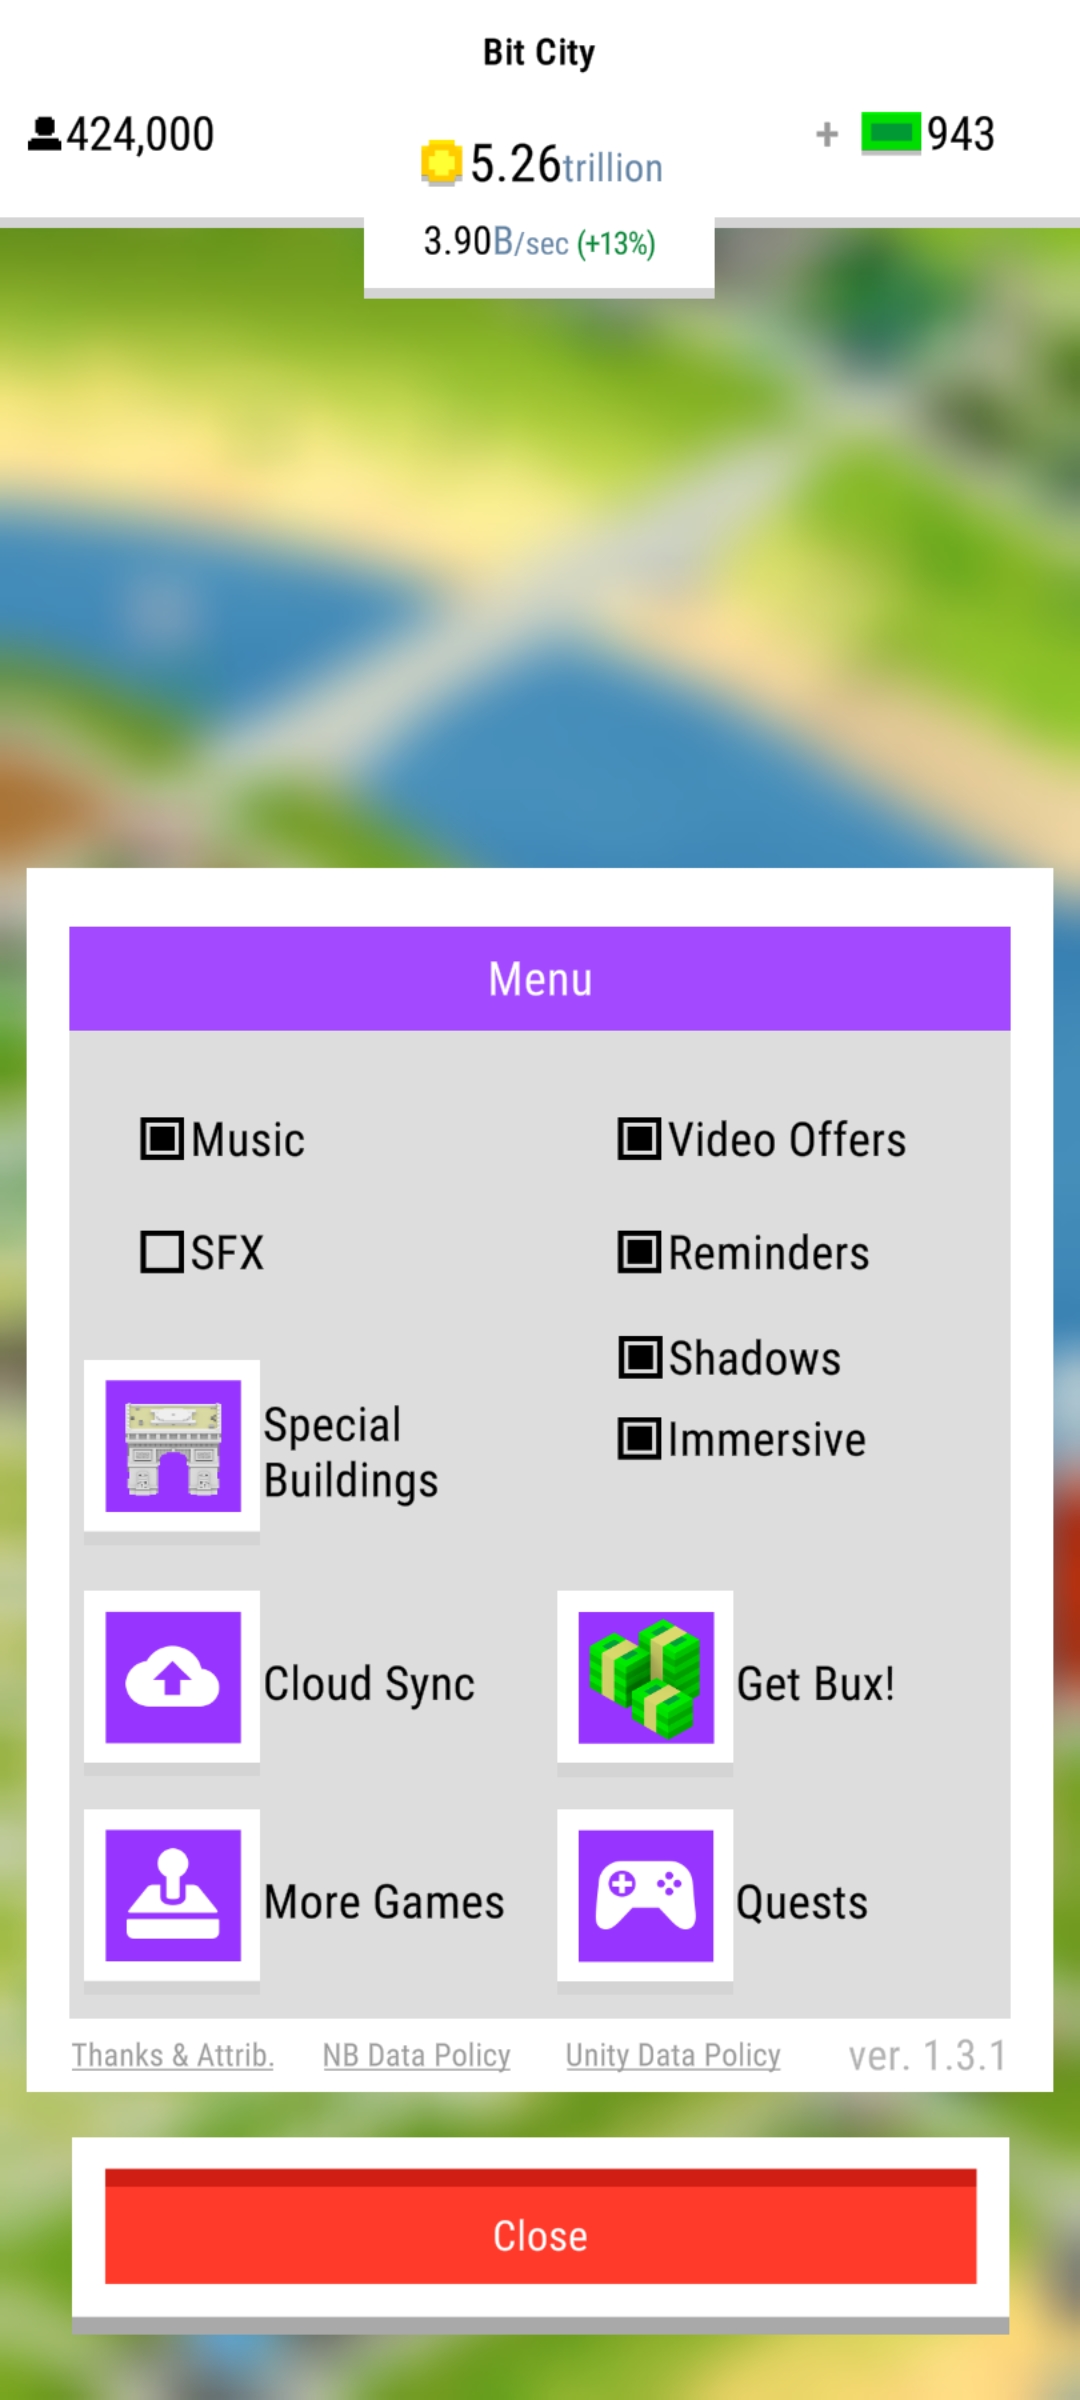 Bit City
424,000
5.26trillion
+ 943
3.90B/sec (+13%)
Menu
Music
Video Offers
SFX
Reminders
Shadows
Immersive
Special
Buildings
Cloud Sync
Get Bux!
More Games
Quests
Thanks & Attrib.
NB Data Policy
Unity Data Policy
ver. 1.3.1
Close